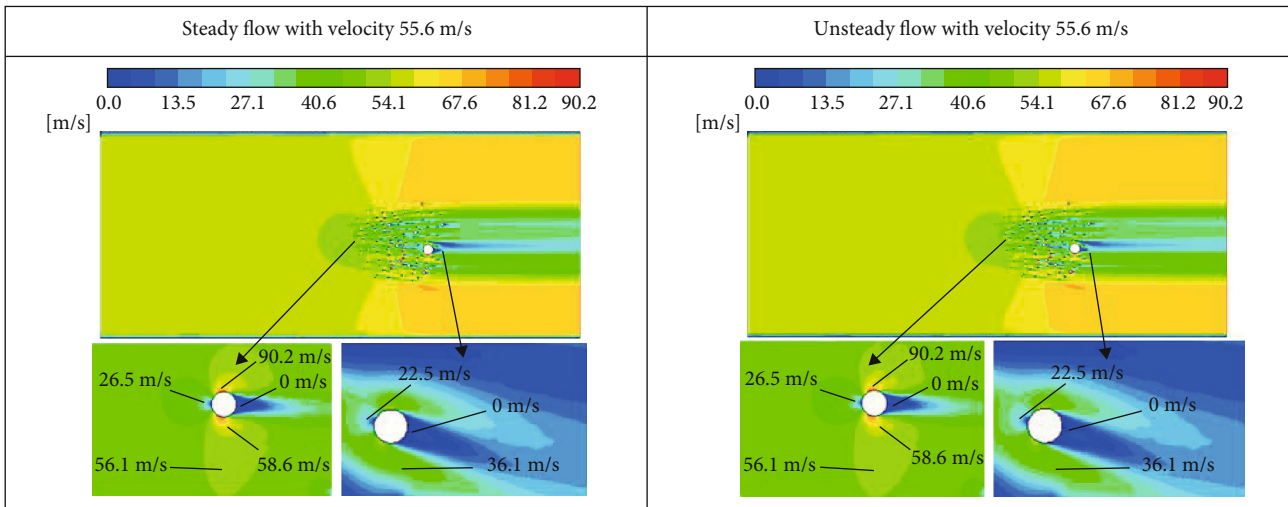 Steady flow with velocity 55.6 m/s
Unsteady flow with velocity 55.6 m/s
0.0 13.5 27.1 40.6 54.1 67.6 81.2 90.2
[m/s]
90.2 m/s
26.5 m/s
0 m/s
56.1 m/s
58.6 m/s
22.5 m/s
0 m/s
36.1 m/s
0.0 13.5 27.1 40.6 54.1 67.6 81.2 90.2
[m/s]
90.2 m/s
26.5 m/s
0 m/s
56.1 m/s
58.6 m/s
22.5 m/s
0 m/s
36.1 m/s